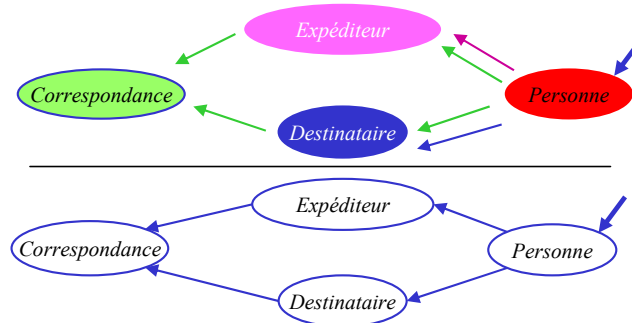 Expéditeur
Correspondance
Personne
Destinataire
Expéditeur
Correspondance
Personne
Destinataire